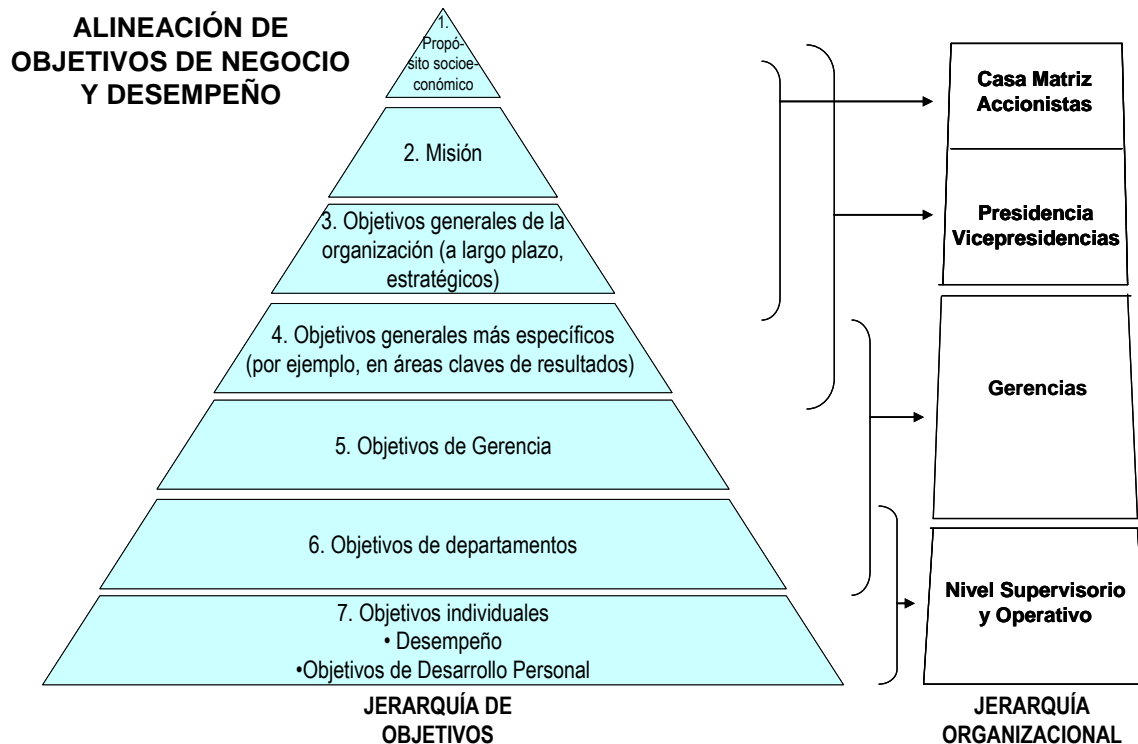 ALINEACIÓN DE
OBJETIVOS DE NEGOCIO
Y DESEMPEÑO
1.
Propó-
sito socioe-
conómico
2. Misión
3. Objetivos generales de la
organización (a largo plazo,
estratégicos)
4. Objetivos generales más específicos
(por ejemplo, en áreas claves de resultados)
5. Objetivos de Gerencia
6. Objetivos de departamentos
7. Objetivos individuales
• Desempeño
•Objetivos de Desarrollo Personal
JERARQUÍA DE
OBJETIVOS
Casa Matriz
Accionistas
Presidencia
Vicepresidencias
Gerencias
Nivel Supervisorio
y Operativo
JERARQUÍA
ORGANIZACIONAL